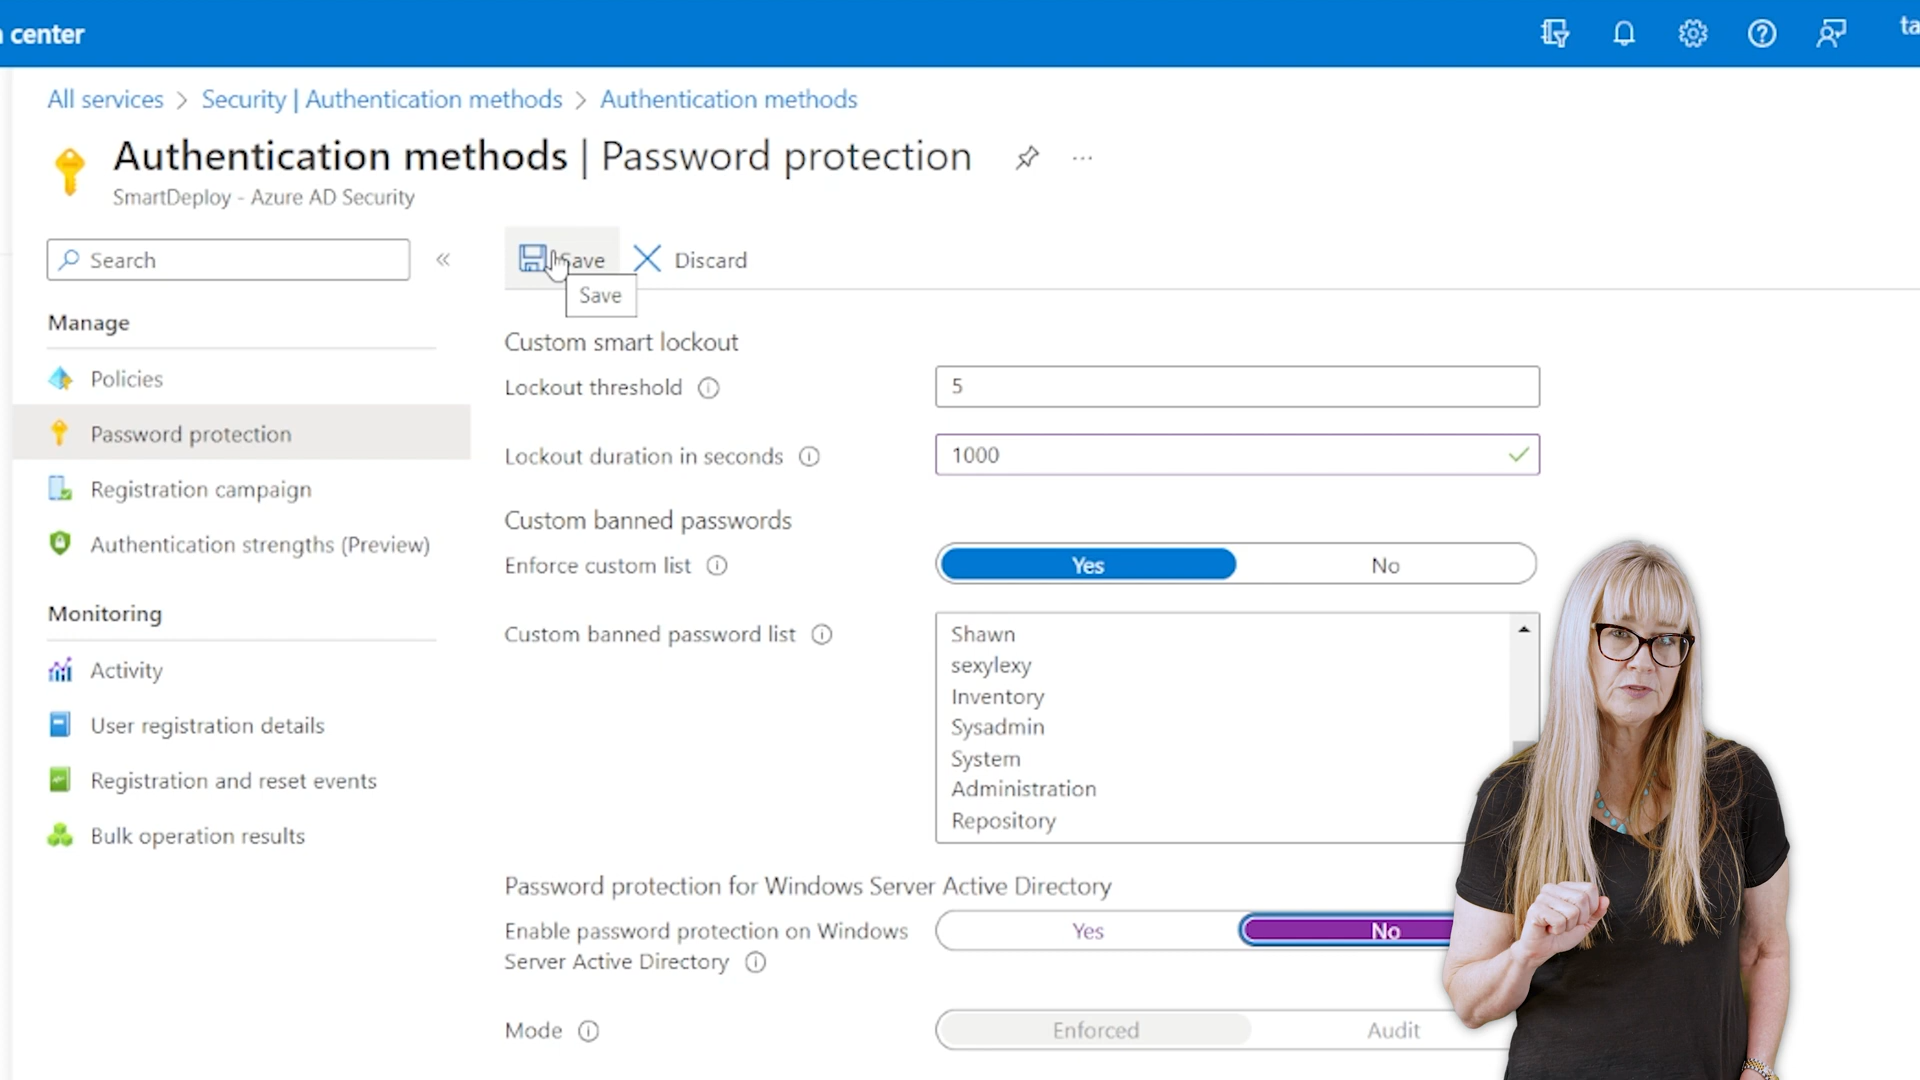 center
ta
All services > Security | Authentication methods > Authentication methods
Authentication methods | Password protection
SmartDeploy - Azure AD Security
Search
Save
Discard
Save
Manage
Policies
Password protection
Registration campaign
Authentication strengths (Preview)
Monitoring
Activity
User registration details
Registration and reset events
Bulk operation results
Custom smart lockout
Lockout threshold
5
Lockout duration in seconds
1000
Custom banned passwords
Enforce custom list
Yes
No
Custom banned password list
Shawn
sexylexy
Inventory
Sysadmin
System
Administration
Repository
Password protection for Windows Server Active Directory
Enable password protection on Windows
Server Active Directory
Yes
No
Mode
Enforced
Audit